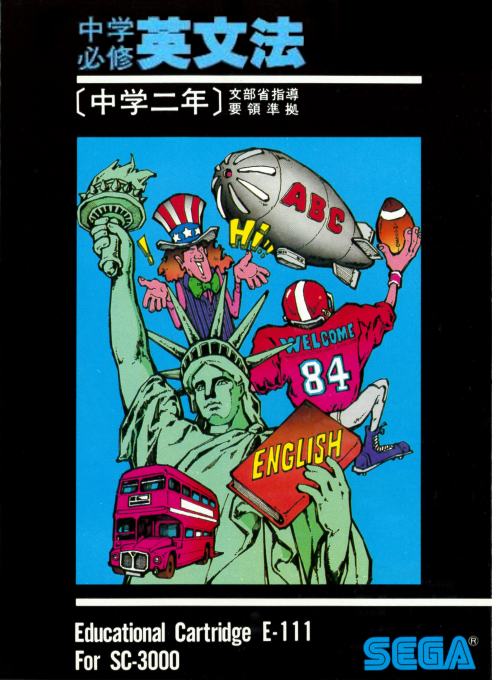 中学
必修
英文法
〔中学二年〕
文部省指導
要領準拠
ABC
Hi!!
!
WELCOME
84
ENGLISH
Educational Cartridge E-111
For SC-3000
SEGA®